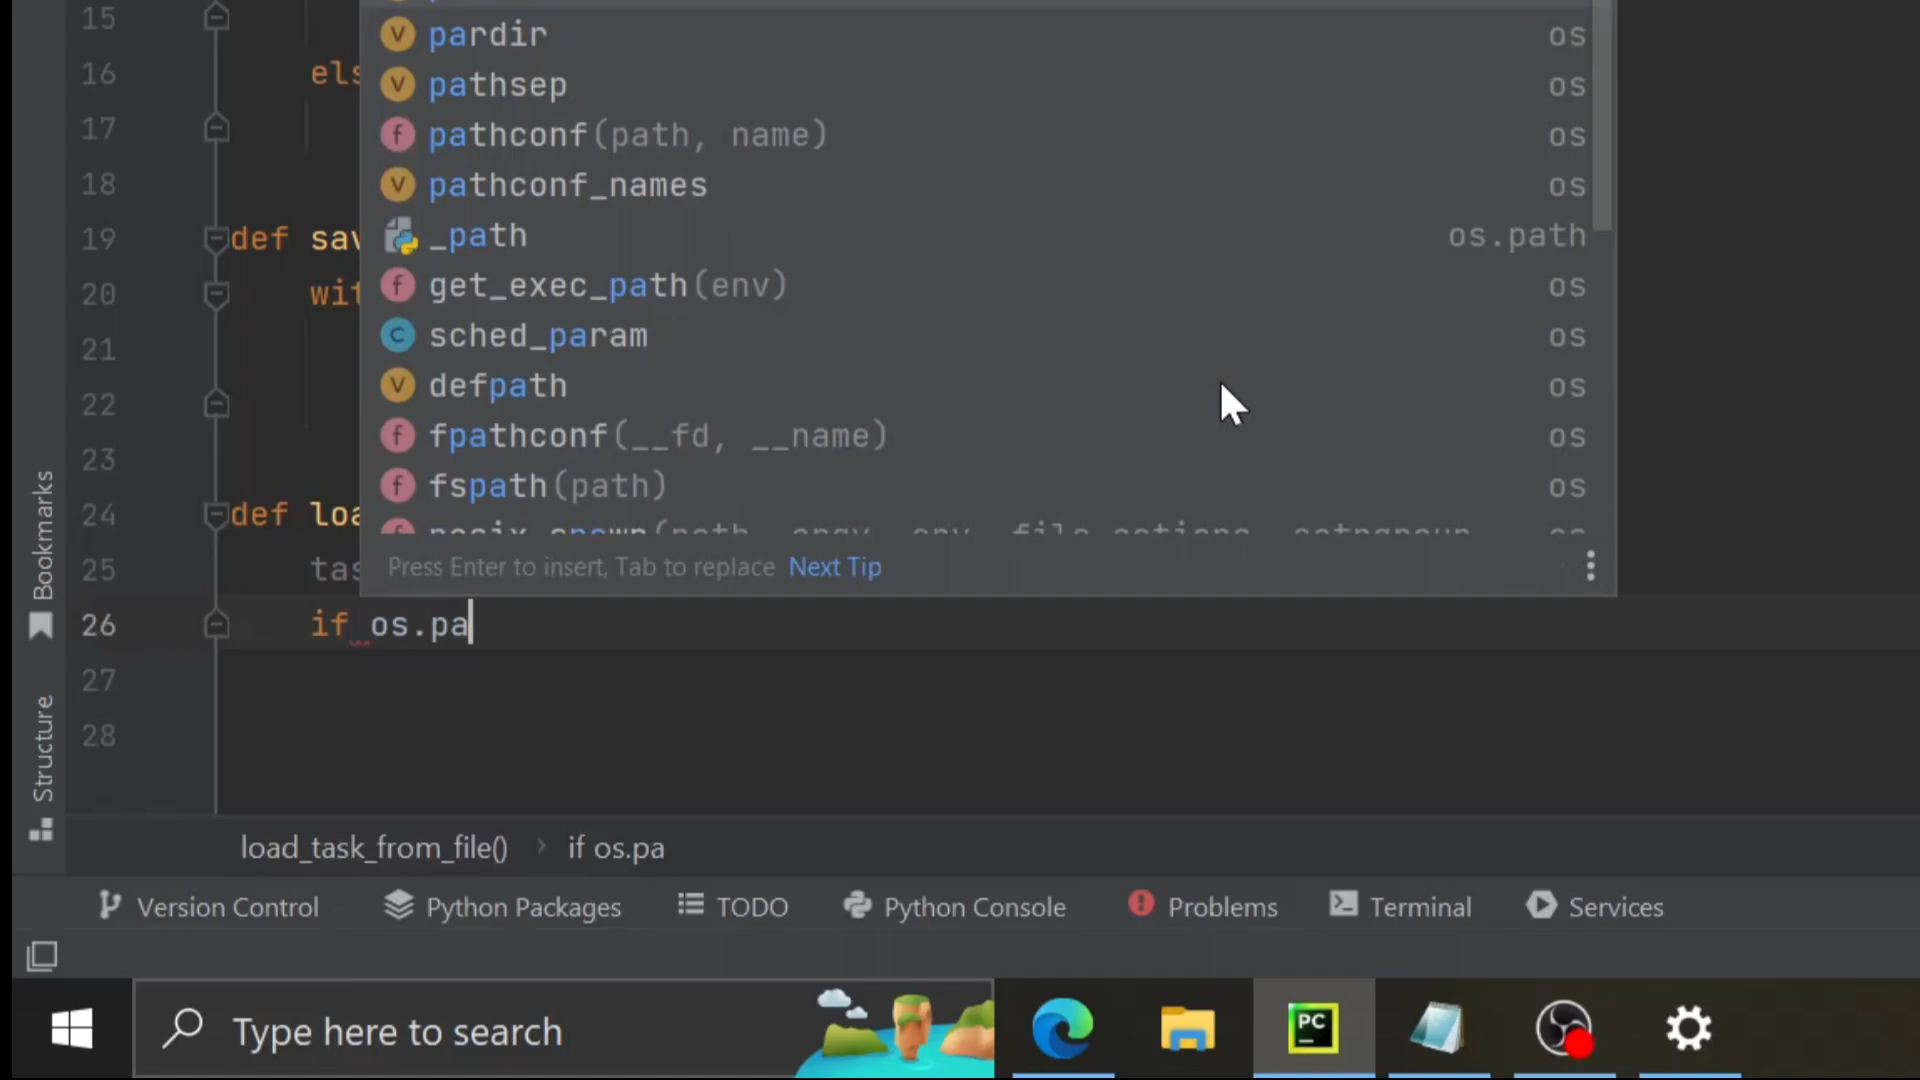 15
pardir os
16 els pathsep os
17 pathconf(path, name) os
18 pathconf_names os
19 def sav _path os.path
20 wit get_exec_path(env) os
21 sched_param os
22 defpath os
23 fpathconf(__fd, __name) os
24 def loa fspath(path) os
25 tas Press Enter to insert, Tab to replace Next Tip
26 if os.pa
27
28
Bookmarks
Structure
load_task_from_file() › if os.pa
Version Control Python Packages TODO Python Console Problems Terminal Services
Type here to search PC